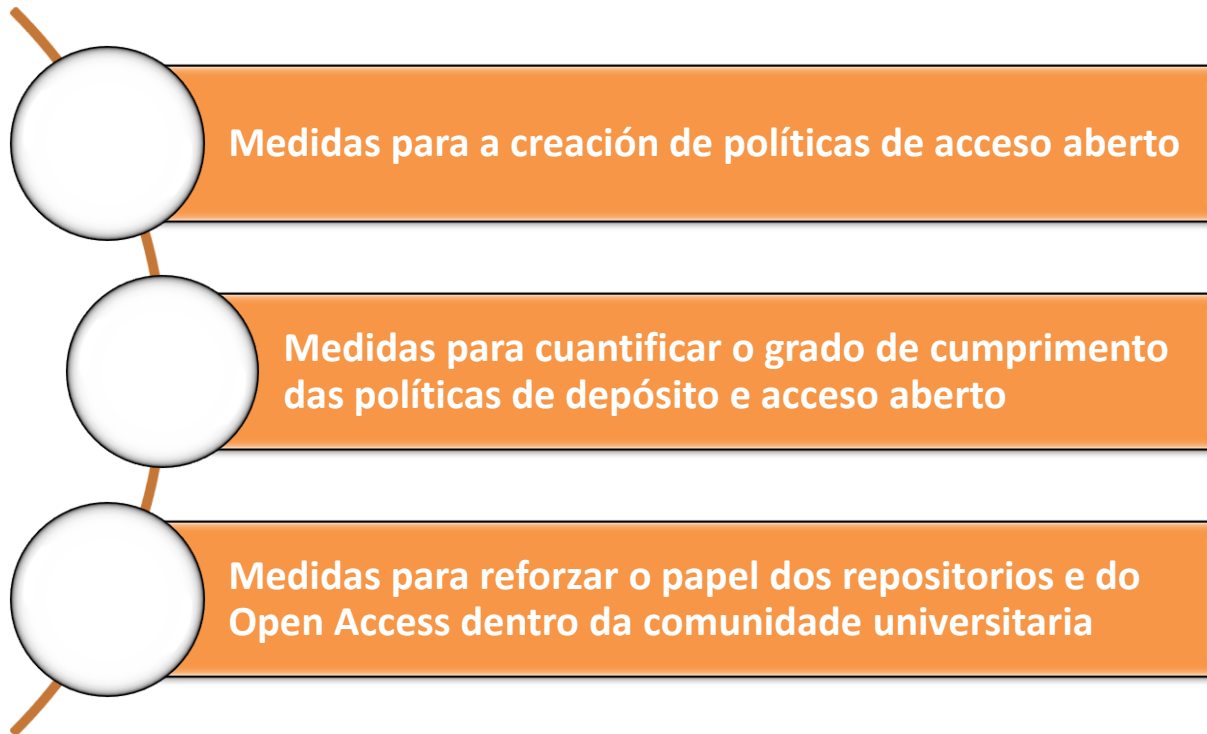 Medidas para a creación de políticas de acceso aberto
Medidas para cuantificar o grado de cumprimento
das políticas de depósito e acceso aberto
Medidas para reforzar o papel dos repositorios e do
Open Access dentro da comunidade universitaria